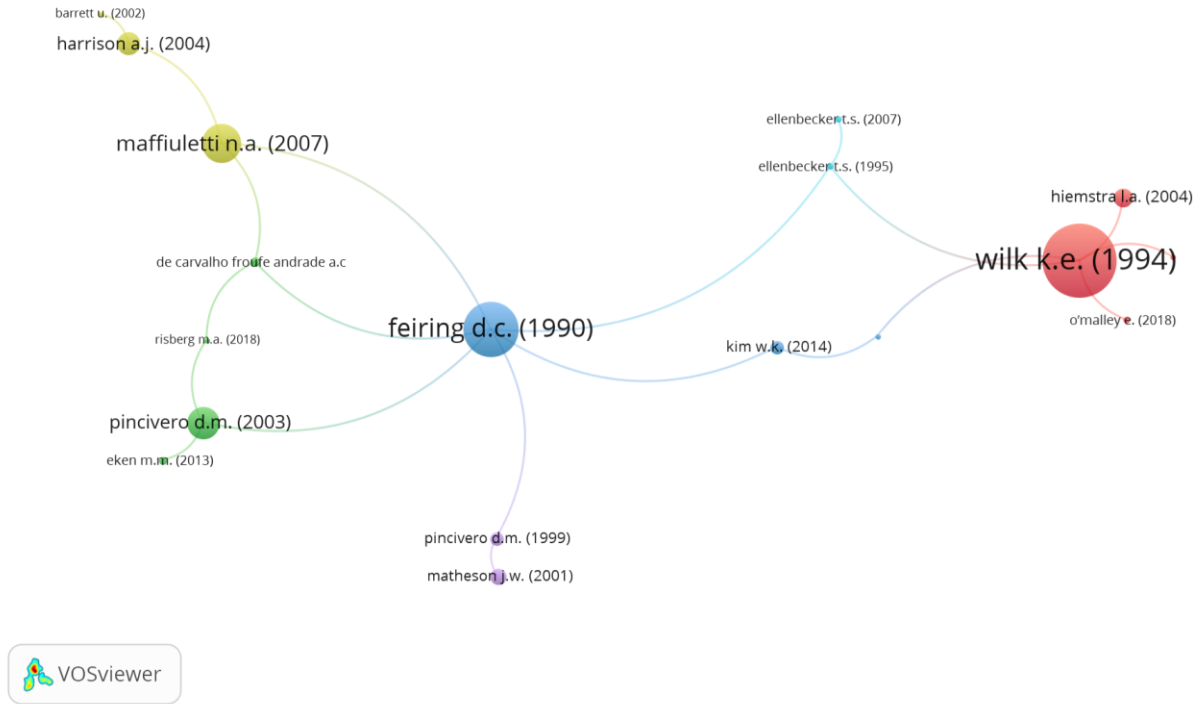 barrett u. (2002)
harrison a.j. (2004)
maffiuletti n.a. (2007)
ellenbecker t.s. (2007)
ellenbecker t.s. (1995)
hiemstra l.a. (2004)
wilk k.e. (1994)
de carvalho froufe andrade a.c
o'malley e. (2018)
feiring d.c. (1990)
risberg m.a. (2018)
kim w.k. (2014)
pincivero d.m. (2003)
eken m.m. (2013)
pincivero d.m. (1999)
matheson j.w. (2001)
VOSviewer